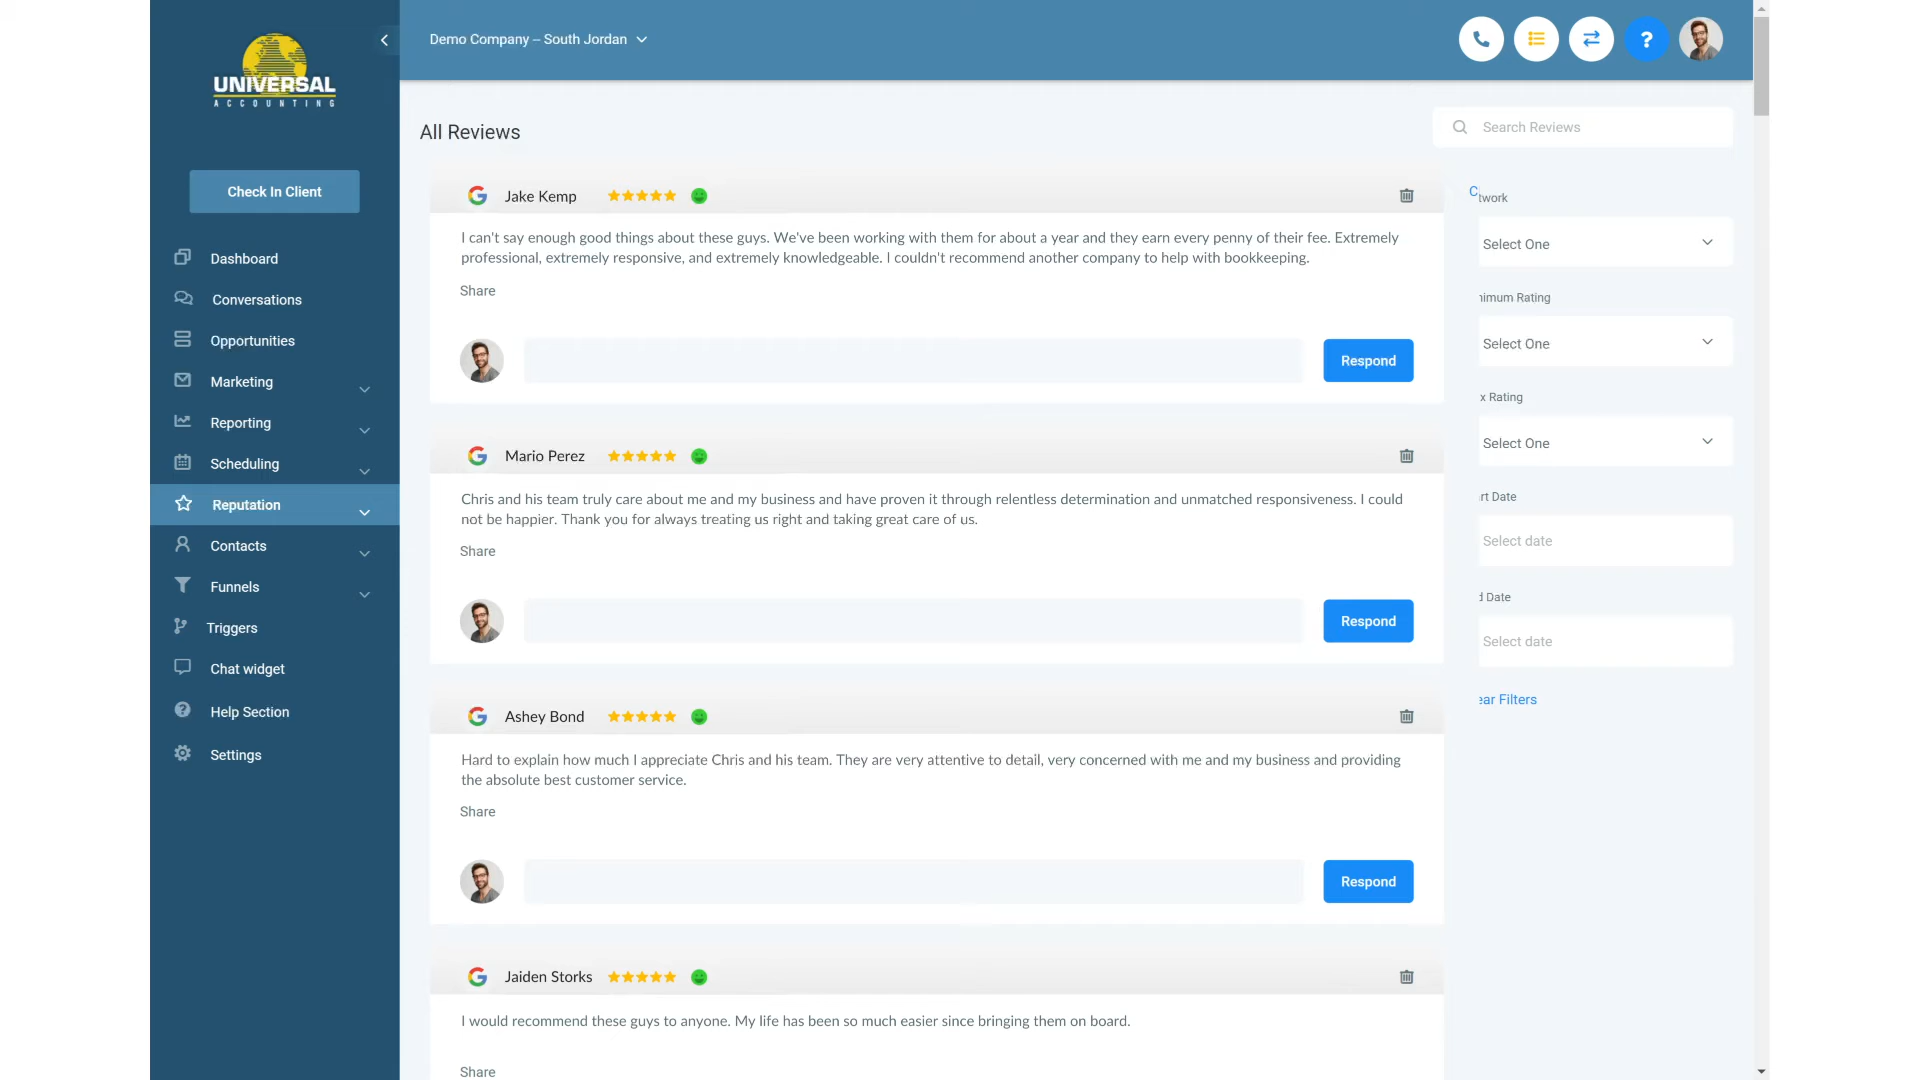 UNIVERSAL
ACCOUNTING
Check In Client
Dashboard
Conversations
Opportunities
Marketing
Reporting
Scheduling
Reputation
Contacts
Funnels
Triggers
Chat widget
Help Section
Settings
Demo Company – South Jordan
?
All Reviews
Search Reviews
Jake Kemp
I can't say enough good things about these guys. We've been working with them for about a year and they earn every penny of their fee. Extremely
professional, extremely responsive, and extremely knowledgeable. I couldn't recommend another company to help with bookkeeping.
Share
Respond
Mario Perez
Chris and his team truly care about me and my business and have proven it through relentless determination and unmatched responsiveness. I could
not be happier. Thank you for always treating us right and taking great care of us.
Share
Respond
Ashey Bond
Hard to explain how much I appreciate Chris and his team. They are very attentive to detail, very concerned with me and my business and providing
the absolute best customer service.
Share
Respond
Jaiden Storks
I would recommend these guys to anyone. My life has been so much easier since bringing them on board.
Share
C
twork
Select One
nimum Rating
Select One
x Rating
Select One
rt Date
Select date
d Date
Select date
ear Filters